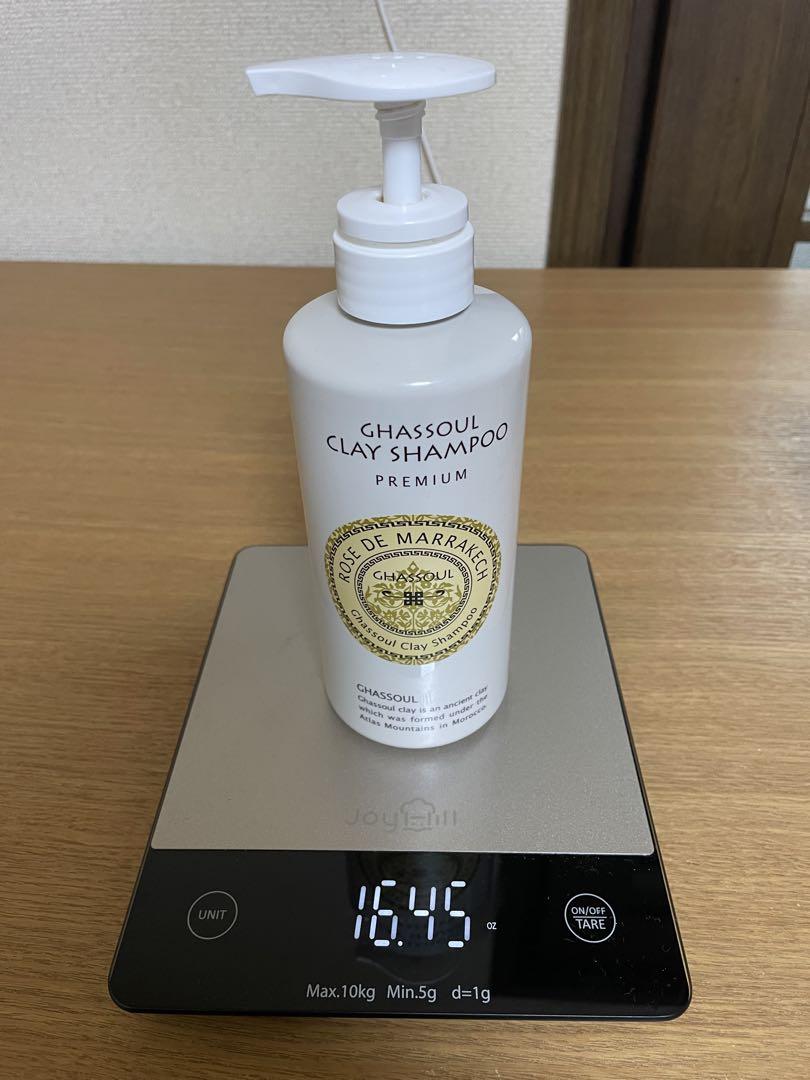 GHASSOUL
CLAY SHAMPOO
PREMIUM
ROSE DE MARRAKECH
GHASSOUL
Ghassoul Clay Shampoo
GHASSOUL
Ghassoul clay is an ancient clay
which was formed under the
Atlas Mountains in Morocco
JoyHill
UNIT
16.45 oz
ON/OFF
TARE
Max.10kg Min.5g d=1g